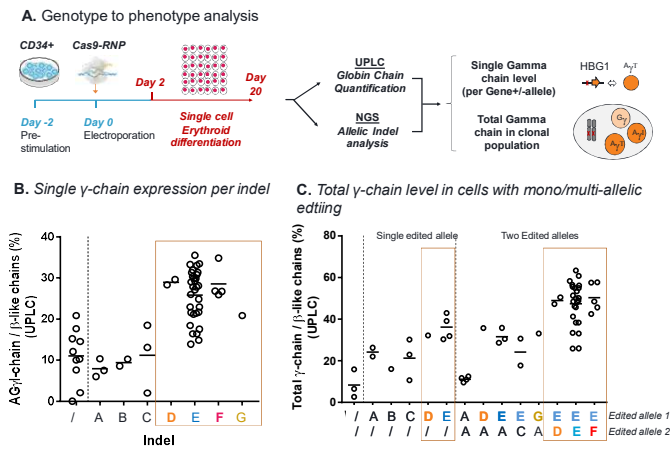 A. Genotype to phenotype analysis
CD34+
Cas9-RNP
Day 2
Day
20
Day -2
Pre-
stimulation
Day 0
Electroporation
Single cell
Erythroid
differentiation
UPLC
Globin Chain
Quantification
NGS
Allelic Indel
analysis
Single Gamma
chain level
(per Gene+/-allele)
HBG1
AγT
Total Gamma
chain in clonal
population
Gγ
Aγl
AγT
B. Single γ-chain expression per indel
AGγl-chain / β-like chains (%)
(UPLC)
40
30
20
10
0
/ A B C D E F G
Indel
C. Total γ-chain level in cells with mono/multi-allelic
edtiing
Single edited allele
Two Edited alleles
Total γ-chain / β-like chains (%)
(UPLC)
80
60
40
20
0
\ / A B C D E A D E E G E E E Edited allele 1
/ / / / / / A A A C A D E F Edited allele 2